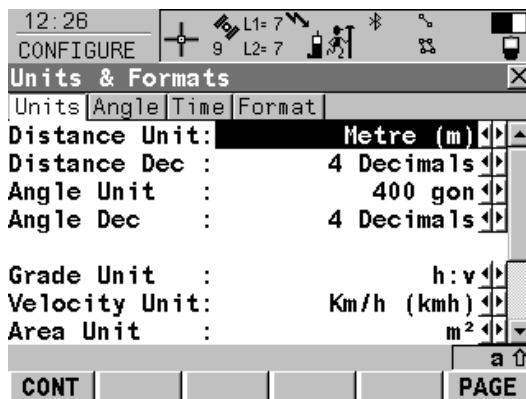 12:26
L1= 7
CONFIGURE
9 L2= 7
Units & Formats
Units Angle Time Format
Distance Unit: Metre (m)
Distance Dec : 4 Decimals
Angle Unit : 400 gon
Angle Dec : 4 Decimals
Grade Unit : h:v
Velocity Unit: Km/h (kmh)
Area Unit : m²
a
CONT PAGE